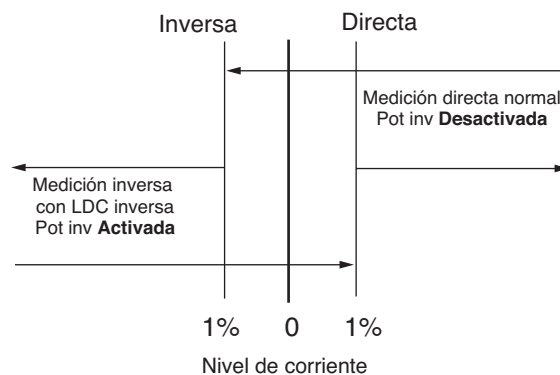 Inversa
Directa
Medición directa normal
Pot inv Desactivada
Medición inversa
con LDC inversa
Pot inv Activada
1%
0
1%
Nivel de corriente